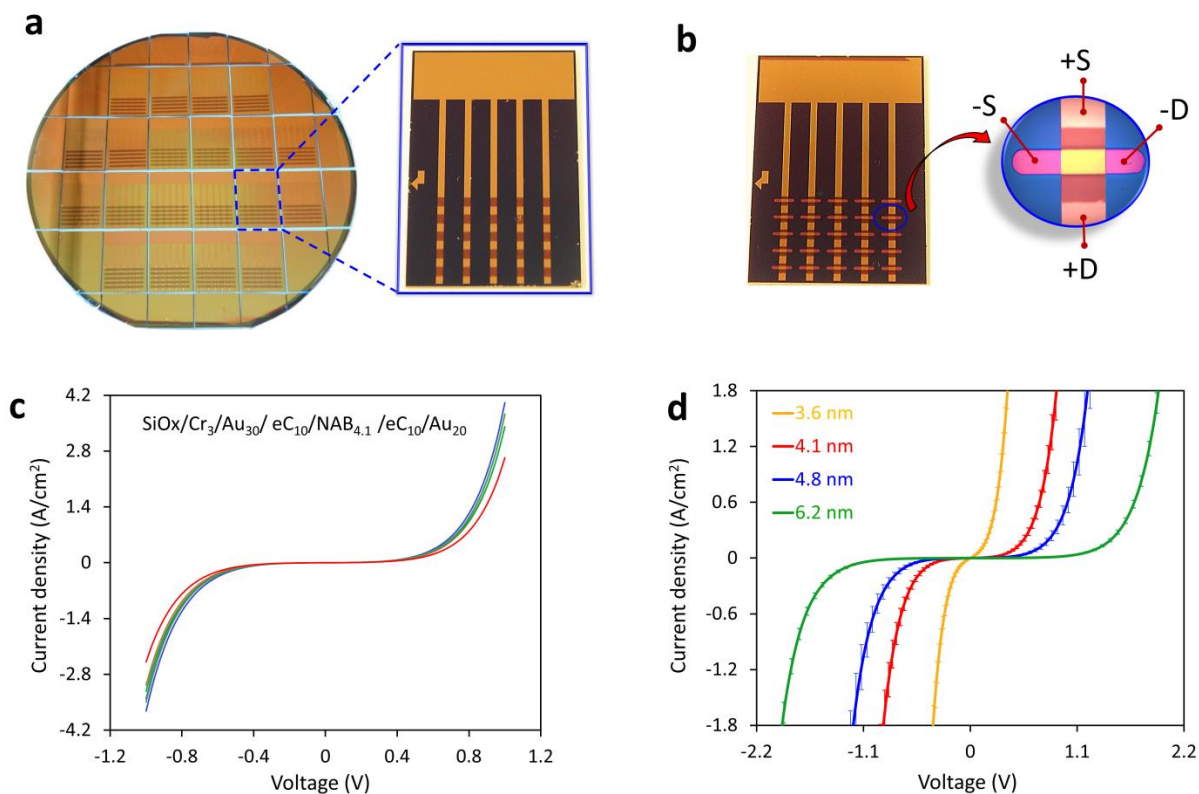 a
b
+S
-S
-D
+D
c
SiOx/Cr₃/Au₃₀/ eC₁₀/NAB₄.₁ /eC₁₀/Au₂₀
Current density (A/cm²)
4.2
2.8
1.4
0
-1.4
-2.8
-4.2
-1.2 -0.8 -0.4 0 0.4 0.8 1.2
Voltage (V)
d
3.6 nm
4.1 nm
4.8 nm
6.2 nm
Current density (A/cm²)
1.8
1.2
0.6
0
-0.6
-1.2
-1.8
-2.2 -1.1 0 1.1 2.2
Voltage (V)